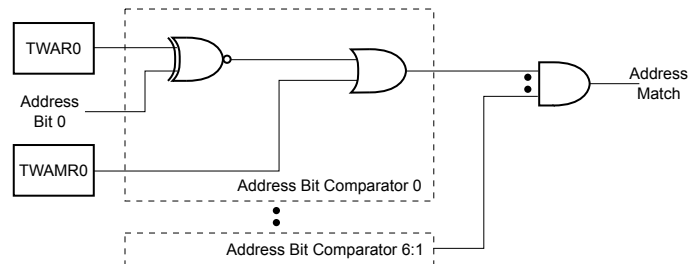 TWAR0
Address
Bit 0
TWAMR0
Address Bit Comparator 0
Address Bit Comparator 6:1
Address
Match